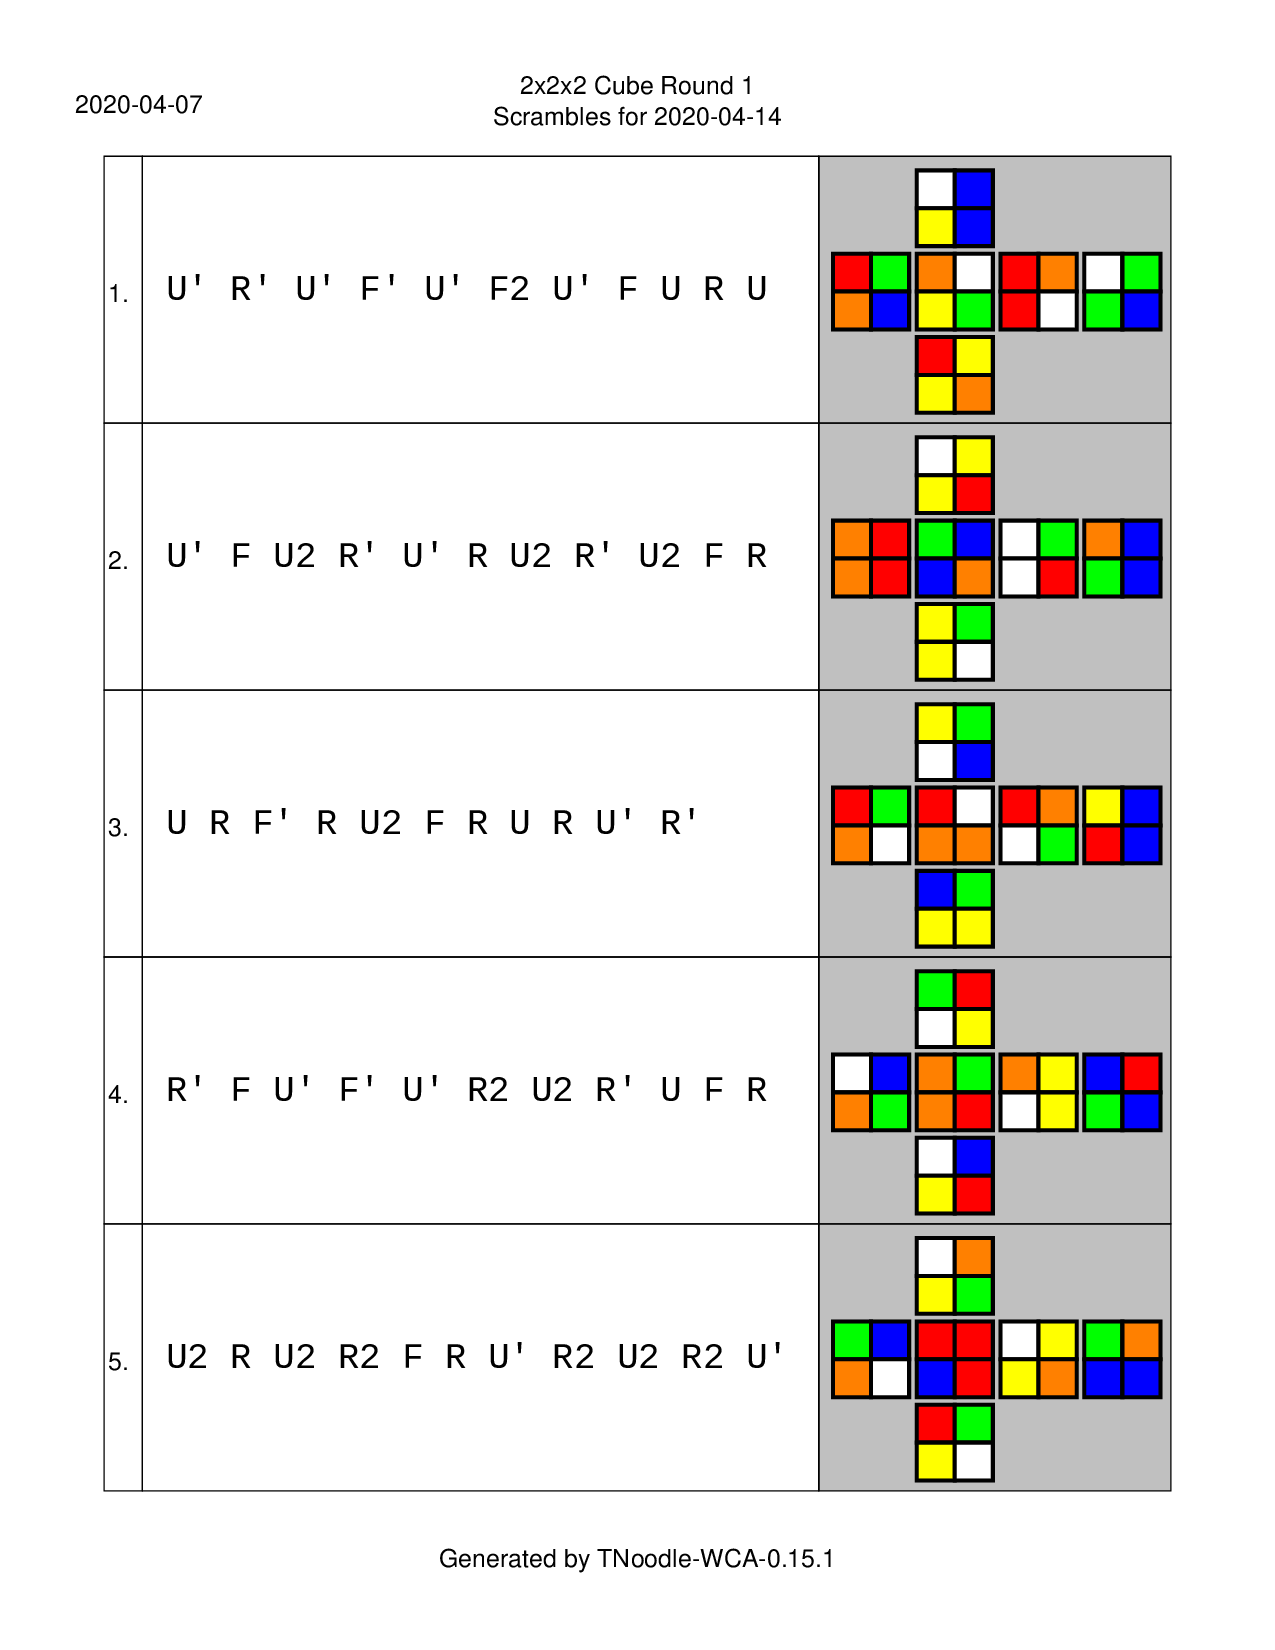 2020-04-07
2x2x2 Cube Round 1
Scrambles for 2020-04-14
1. U' R' U' F' U' F2 U' F U R U
2. U' F U2 R' U' R U2 R' U2 F R
3. U R F' R U2 F R U R U' R'
4. R' F U' F' U' R2 U2 R' U F R
5. U2 R U2 R2 F R U' R2 U2 R2 U'
Generated by TNoodle-WCA-0.15.1